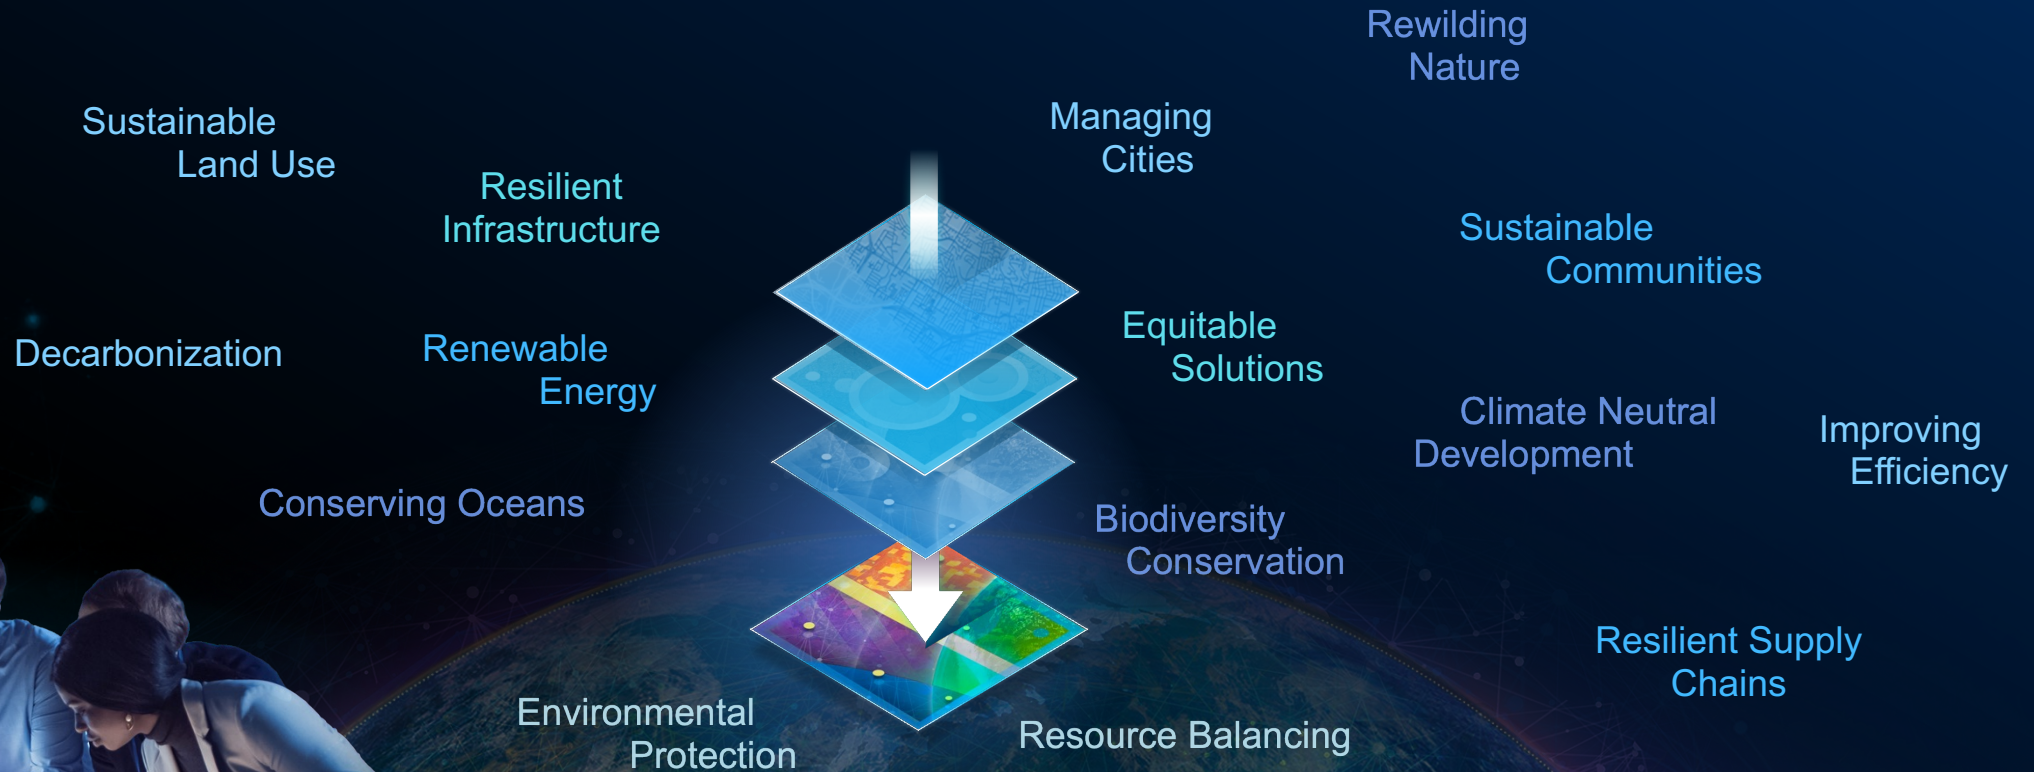 Rewilding
Nature
Sustainable
Land Use
Managing
Cities
Resilient
Infrastructure
Sustainable
Communities
Decarbonization
Renewable
Energy
Equitable
Solutions
Climate Neutral
Development
Improving
Efficiency
Conserving Oceans
Biodiversity
Conservation
Resilient Supply
Chains
Environmental
Protection
Resource Balancing